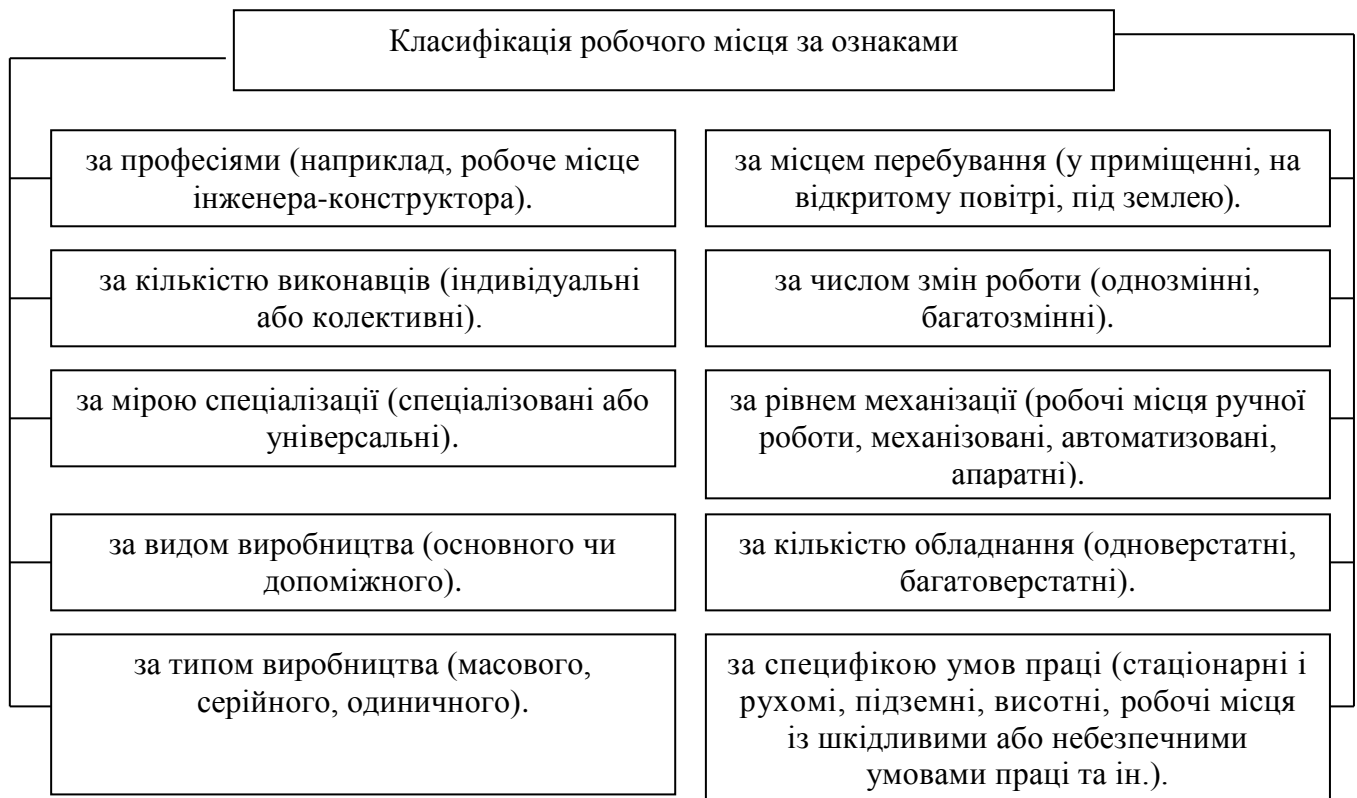 Класифікація робочого місця за ознаками
за професіями (наприклад, робоче місце
інженера-конструктора).
за місцем перебування (у приміщенні, на
відкритому повітрі, під землею).
за кількістю виконавців (індивідуальні
або колективні).
за числом змін роботи (однозмінні,
багатозмінні).
за мірою спеціалізації (спеціалізовані або
універсальні).
за рівнем механізації (робочі місця ручної
роботи, механізовані, автоматизовані,
апаратні).
за видом виробництва (основного чи
допоміжного).
за кількістю обладнання (одноверстатні,
багатоверстатні).
за типом виробництва (масового,
серійного, одиничного).
за специфікою умов праці (стаціонарні і
рухомі, підземні, висотні, робочі місця
із шкідливими або небезпечними
умовами праці та ін.).